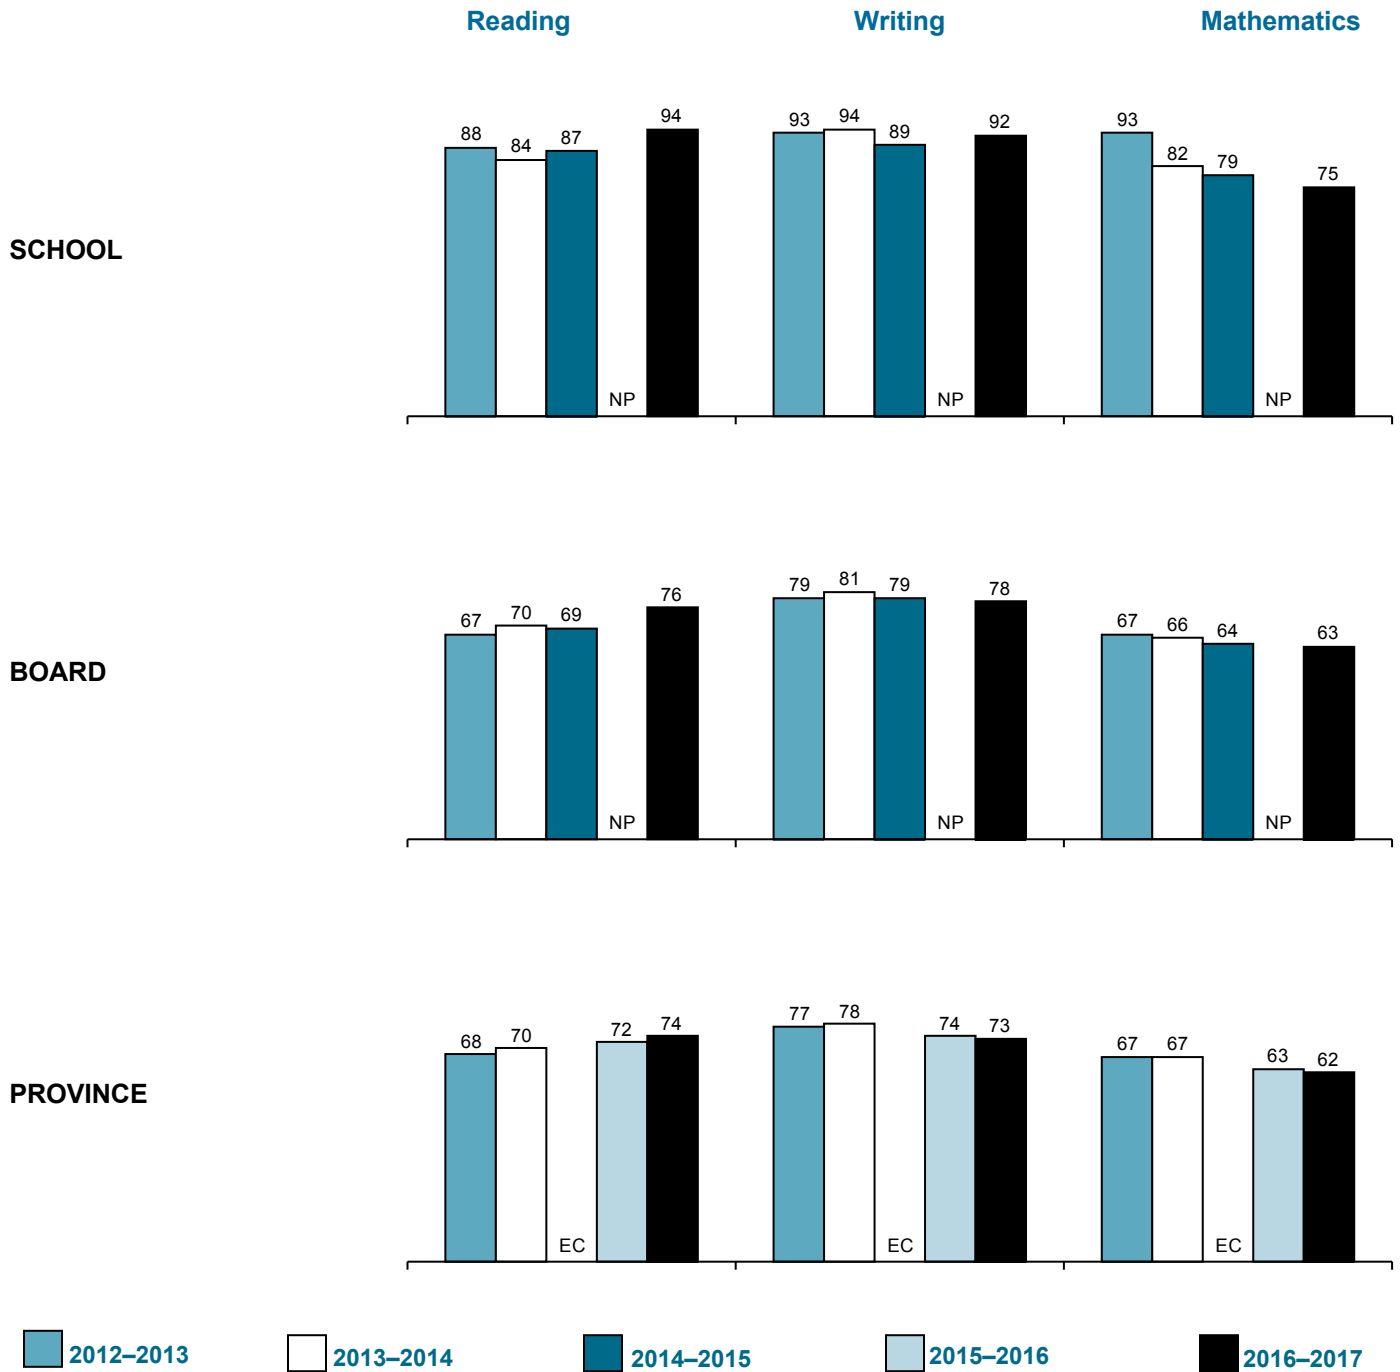 Reading Writing Mathematics
SCHOOL
88 84 87 NP 94 93 94 89 NP 92 93 82 79 NP 75
BOARD
67 70 69 NP 76 79 81 79 NP 78 67 66 64 NP 63
PROVINCE
68 70 EC 72 74 77 78 EC 74 73 67 67 EC 63 62
2012–2013 2013–2014 2014–2015 2015–2016 2016–2017